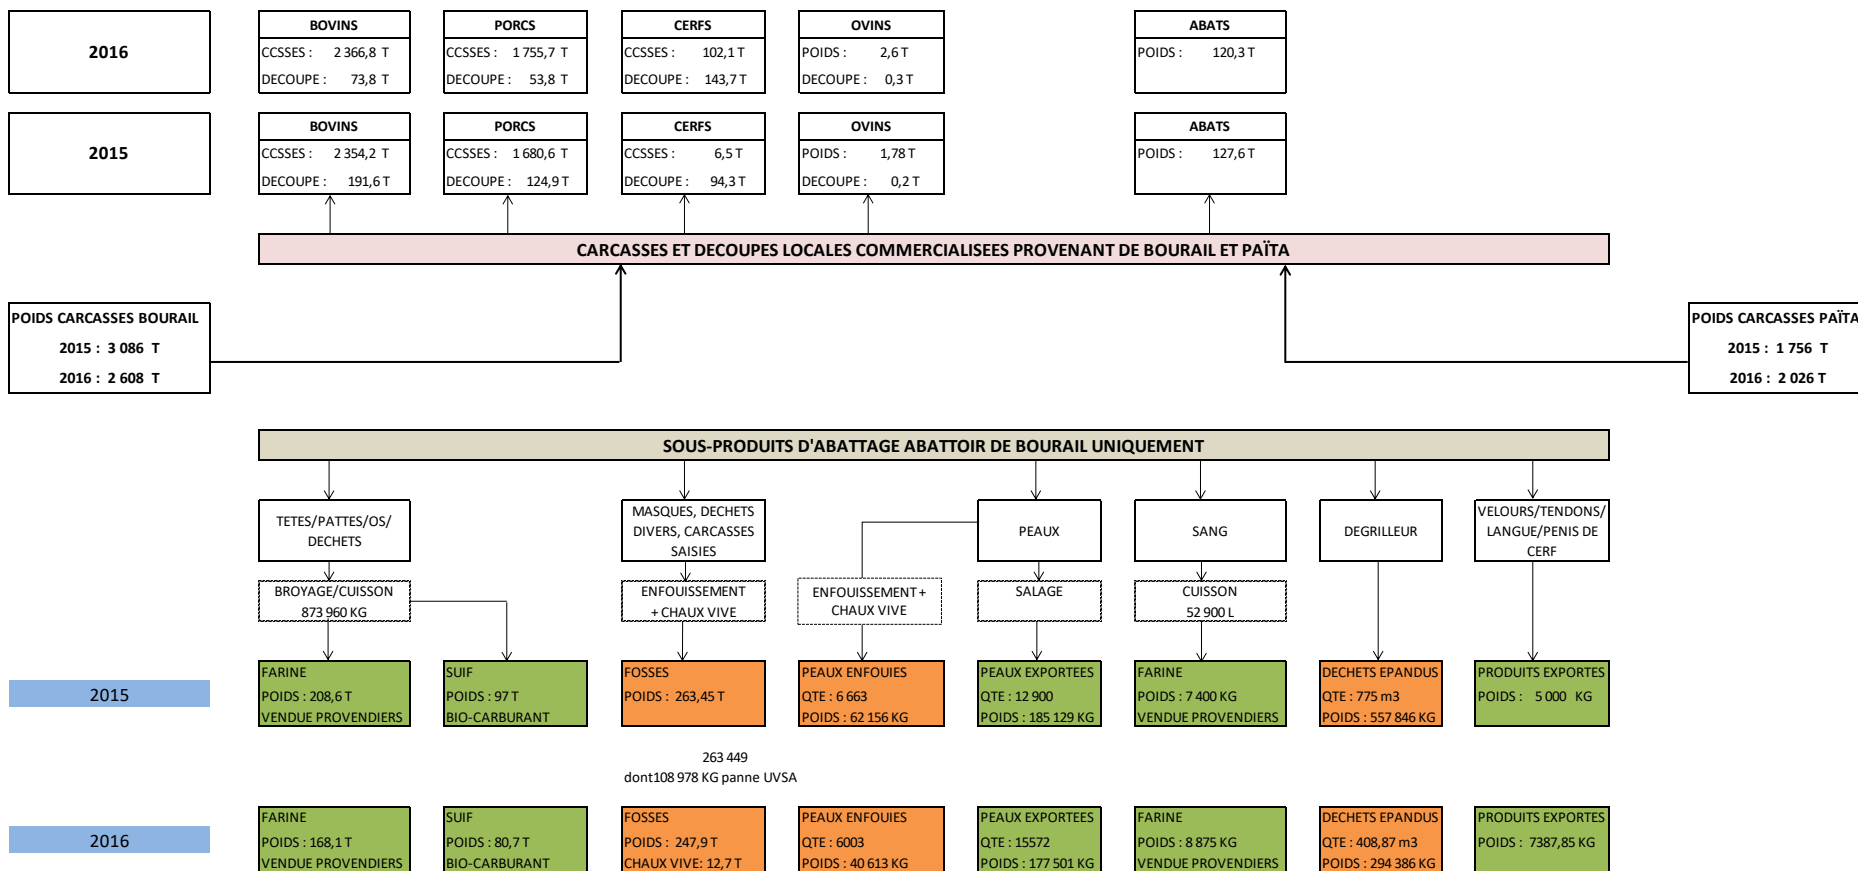 2016
BOVINS
CCSSES : 2 366,8 T
DECOUPE : 73,8 T
PORCS
CCSSES : 1 755,7 T
DECOUPE : 53,8 T
CERFS
CCSSES : 102,1 T
DECOUPE : 143,7 T
OVINS
POIDS : 2,6 T
DECOUPE : 0,3 T
ABATS
POIDS : 120,3 T
2015
BOVINS
CCSSES : 2 354,2 T
DECOUPE : 191,6 T
PORCS
CCSSES : 1 680,6 T
DECOUPE : 124,9 T
CERFS
CCSSES : 6,5 T
DECOUPE : 94,3 T
OVINS
POIDS : 1,78 T
DECOUPE : 0,2 T
ABATS
POIDS : 127,6 T
CARCASSES ET DECOUPES LOCALES COMMERCIALISEES PROVENANT DE BOURAIL ET PAÏTA
POIDS CARCASSES BOURAIL
2015 : 3 086 T
2016 : 2 608 T
POIDS CARCASSES PAÏTA
2015 : 1 756 T
2016 : 2 026 T
SOUS-PRODUITS D'ABATTAGE ABATTOIR DE BOURAIL UNIQUEMENT
TETES/PATTES/OS/
DECHETS
MASQUES, DECHETS
DIVERS, CARCASSES
SAISIES
PEAUX
SANG
DEGRILLEUR
VELOURS/TENDONS/
LANGUE/PENIS DE
CERF
BROYAGE/CUISSON
873 960 KG
ENFOUISSEMENT
+ CHAUX VIVE
ENFOUISSEMENT +
CHAUX VIVE
SALAGE
CUISSON
52 900 L
2015
FARINE
POIDS : 208,6 T
VENDUE PROVENDIERS
SUIF
POIDS : 97 T
BIO-CARBURANT
FOSSES
POIDS : 263,45 T
PEAUX ENFOUIES
QTE : 6 663
POIDS : 62 156 KG
PEAUX EXPORTEES
QTE : 12 900
POIDS : 185 129 KG
FARINE
POIDS : 7 400 KG
VENDUE PROVENDIERS
DECHETS EPANDUS
QTE : 775 m3
POIDS : 557 846 KG
PRODUITS EXPORTES
POIDS : 5 000 KG
263 449
dont108 978 KG panne UVSA
2016
FARINE
POIDS : 168,1 T
VENDUE PROVENDIERS
SUIF
POIDS : 80,7 T
BIO-CARBURANT
FOSSES
POIDS : 247,9 T
CHAUX VIVE: 12,7 T
PEAUX ENFOUIES
QTE : 6003
POIDS : 40 613 KG
PEAUX EXPORTEES
QTE : 15572
POIDS : 177 501 KG
FARINE
POIDS : 8 875 KG
VENDUE PROVENDIERS
DECHETS EPANDUS
QTE : 408,87 m3
POIDS : 294 386 KG
PRODUITS EXPORTES
POIDS : 7387,85 KG